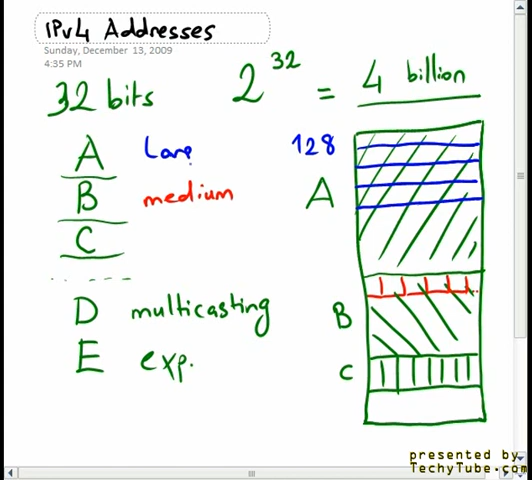 IPv4 Addresses
Sunday, December 13, 2009
4:35 PM
32 bits 2^32 = 4 billion
A Lare 128
B medium A
C
D multicasting B
E exp. C
presented by
TechyTube.com